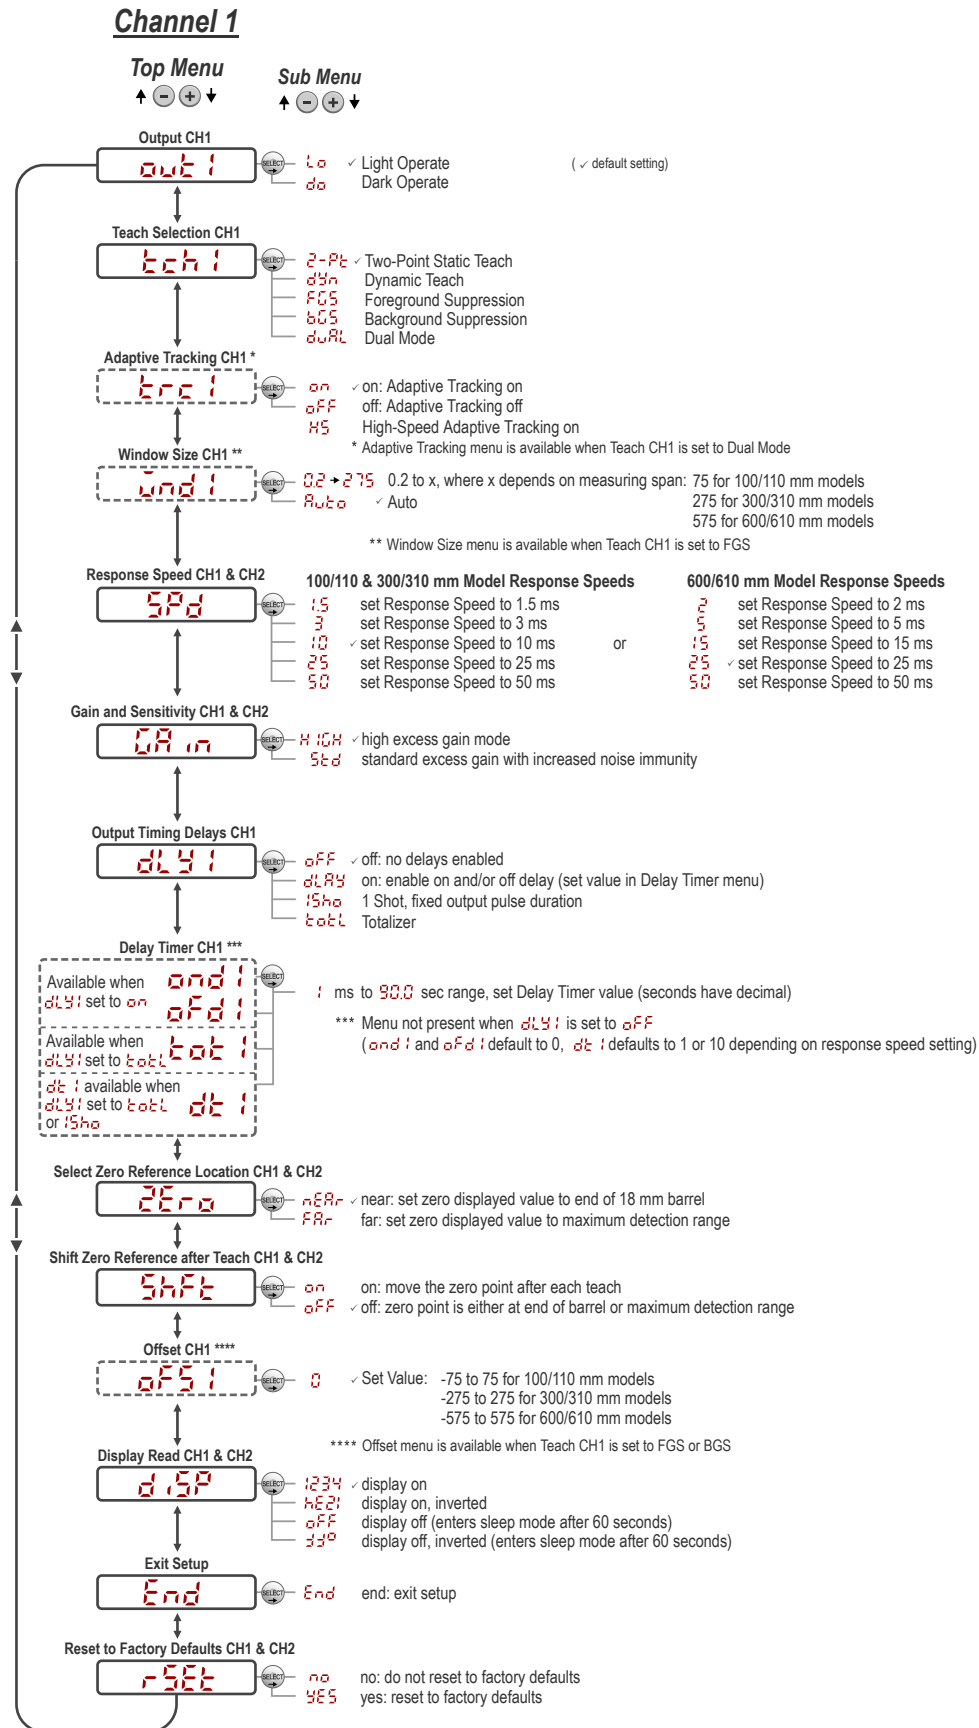 Channel 1
Top Menu
Sub Menu
Output CH1
out1
SELECT
Lo ✓ Light Operate
( ✓ default setting)
do Dark Operate
Teach Selection CH1
tch1
SELECT
2-Pt ✓ Two-Point Static Teach
dYn Dynamic Teach
FGS Foreground Suppression
bGS Background Suppression
duAL Dual Mode
Adaptive Tracking CH1 *
trc1
SELECT
on ✓ on: Adaptive Tracking on
oFF off: Adaptive Tracking off
HS High-Speed Adaptive Tracking on
* Adaptive Tracking menu is available when Teach CH1 is set to Dual Mode
Window Size CH1 **
ünd1
SELECT
0.2 → 275 0.2 to x, where x depends on measuring span: 75 for 100/110 mm models
Auto ✓ Auto
275 for 300/310 mm models
575 for 600/610 mm models
** Window Size menu is available when Teach CH1 is set to FGS
Response Speed CH1 & CH2
SPd
SELECT
100/110 & 300/310 mm Model Response Speeds
1.5 set Response Speed to 1.5 ms
3 set Response Speed to 3 ms
10 ✓ set Response Speed to 10 ms
25 set Response Speed to 25 ms
50 set Response Speed to 50 ms
or
600/610 mm Model Response Speeds
2 set Response Speed to 2 ms
5 set Response Speed to 5 ms
15 set Response Speed to 15 ms
25 ✓ set Response Speed to 25 ms
50 set Response Speed to 50 ms
Gain and Sensitivity CH1 & CH2
GAin
SELECT
HIGH ✓ high excess gain mode
Std standard excess gain with increased noise immunity
Output Timing Delays CH1
dLY1
SELECT
oFF ✓ off: no delays enabled
dLAY on: enable on and/or off delay (set value in Delay Timer menu)
1Sho 1 Shot, fixed output pulse duration
totL Totalizer
Delay Timer CH1 ***
Available when
dLY1 set to on
ond1
oFd1
SELECT
Available when
dLY1 set to totL
tot1
dt1 available when
dLY1 set to totL
or 1Sho
dt1
1 ms to 90.0 sec range, set Delay Timer value (seconds have decimal)
*** Menu not present when dLY1 is set to oFF
(ond1 and oFd1 default to 0, dt1 defaults to 1 or 10 depending on response speed setting)
Select Zero Reference Location CH1 & CH2
ZEro
SELECT
nEAr ✓ near: set zero displayed value to end of 18 mm barrel
FAr far: set zero displayed value to maximum detection range
Shift Zero Reference after Teach CH1 & CH2
ShFt
SELECT
on on: move the zero point after each teach
oFF ✓ off: zero point is either at end of barrel or maximum detection range
Offset CH1 ****
oFS1
SELECT
0 ✓ Set Value: -75 to 75 for 100/110 mm models
-275 to 275 for 300/310 mm models
-575 to 575 for 600/610 mm models
**** Offset menu is available when Teach CH1 is set to FGS or BGS
Display Read CH1 & CH2
diSP
SELECT
1234 ✓ display on
hE21 display on, inverted
oFF display off (enters sleep mode after 60 seconds)
display off, inverted (enters sleep mode after 60 seconds)
Exit Setup
End
SELECT
End end: exit setup
Reset to Factory Defaults CH1 & CH2
rSEt
SELECT
no no: do not reset to factory defaults
YES yes: reset to factory defaults